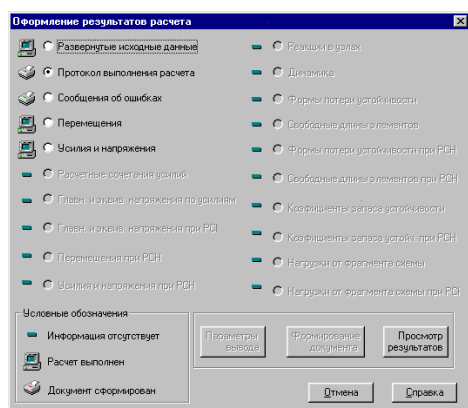 Оформление результатов расчета
Развернутые исходные данные
Протокол выполнения расчета
Сообщения об ошибках
Перемещения
Усилия и напряжения
Расчетные сочетания усилий
Главн. и эквив. напряжения по усилиям
Главн. и эквив. напряжения при РСН
Перемещения при РСН
Усилия и напряжения при РСН
Реакции в узлах
Динамика
Формы потери устойчивости
Свободные длины элементов
Формы потери устойчивости при РСН
Свободные длины элементов при РСН
Коэфициенты запаса устойчивости
Коэфициенты запаса устойч. при РСН
Нагрузки от фрагмента схемы
Нагрузки от фрагмента схемы при РСН
Условные обозначения
Информация отсутствует
Расчет выполнен
Документ сформирован
Параметры
вывода
Формирование
документа
Просмотр
результатов
Отмена
Справка